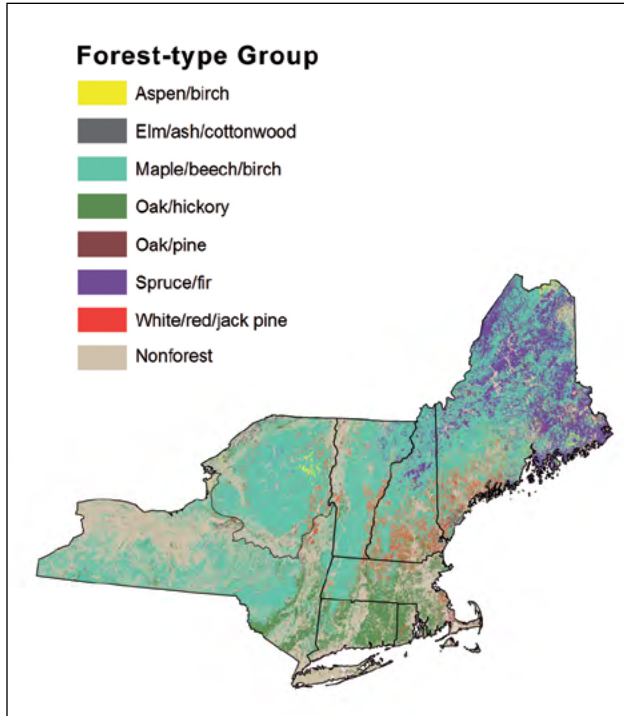 Forest-type Group
Aspen/birch
Elm/ash/cottonwood
Maple/beech/birch
Oak/hickory
Oak/pine
Spruce/fir
White/red/jack pine
Nonforest